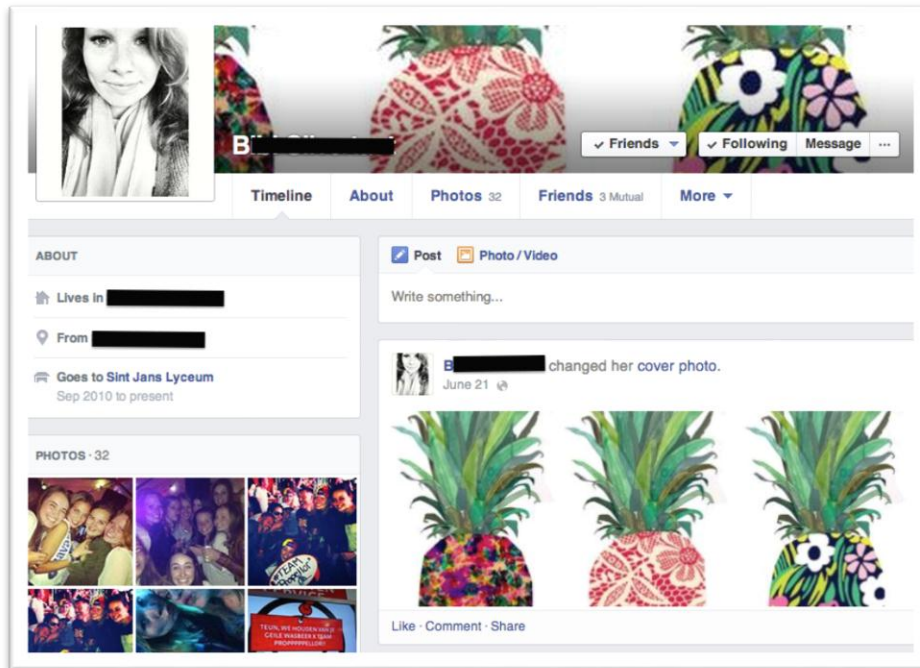 B
Friends
Following
Message
...
Timeline
About
Photos 32
Friends 3 Mutual
More
ABOUT
Lives in
From
Goes to Sint Jans Lyceum
Sep 2010 to present
PHOTOS · 32
#TEAM
TEUN, WE HOUDEN VAN JE
GEILE WASBEER X TEAM
PROPPPPPELLOR!!
Post
Photo / Video
Write something...
B changed her cover photo.
June 21
Like · Comment · Share